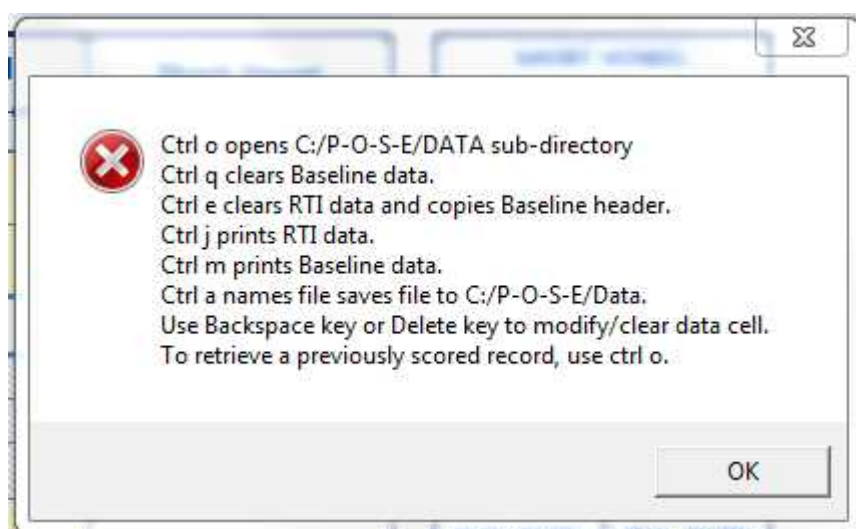 Ctrl o opens C:/P-O-S-E/DATA sub-directory
Ctrl q clears Baseline data.
Ctrl e clears RTI data and copies Baseline header.
Ctrl j prints RTI data.
Ctrl m prints Baseline data.
Ctrl a names file saves file to C:/P-O-S-E/Data.
Use Backspace key or Delete key to modify/clear data cell.
To retrieve a previously scored record, use ctrl o.
OK